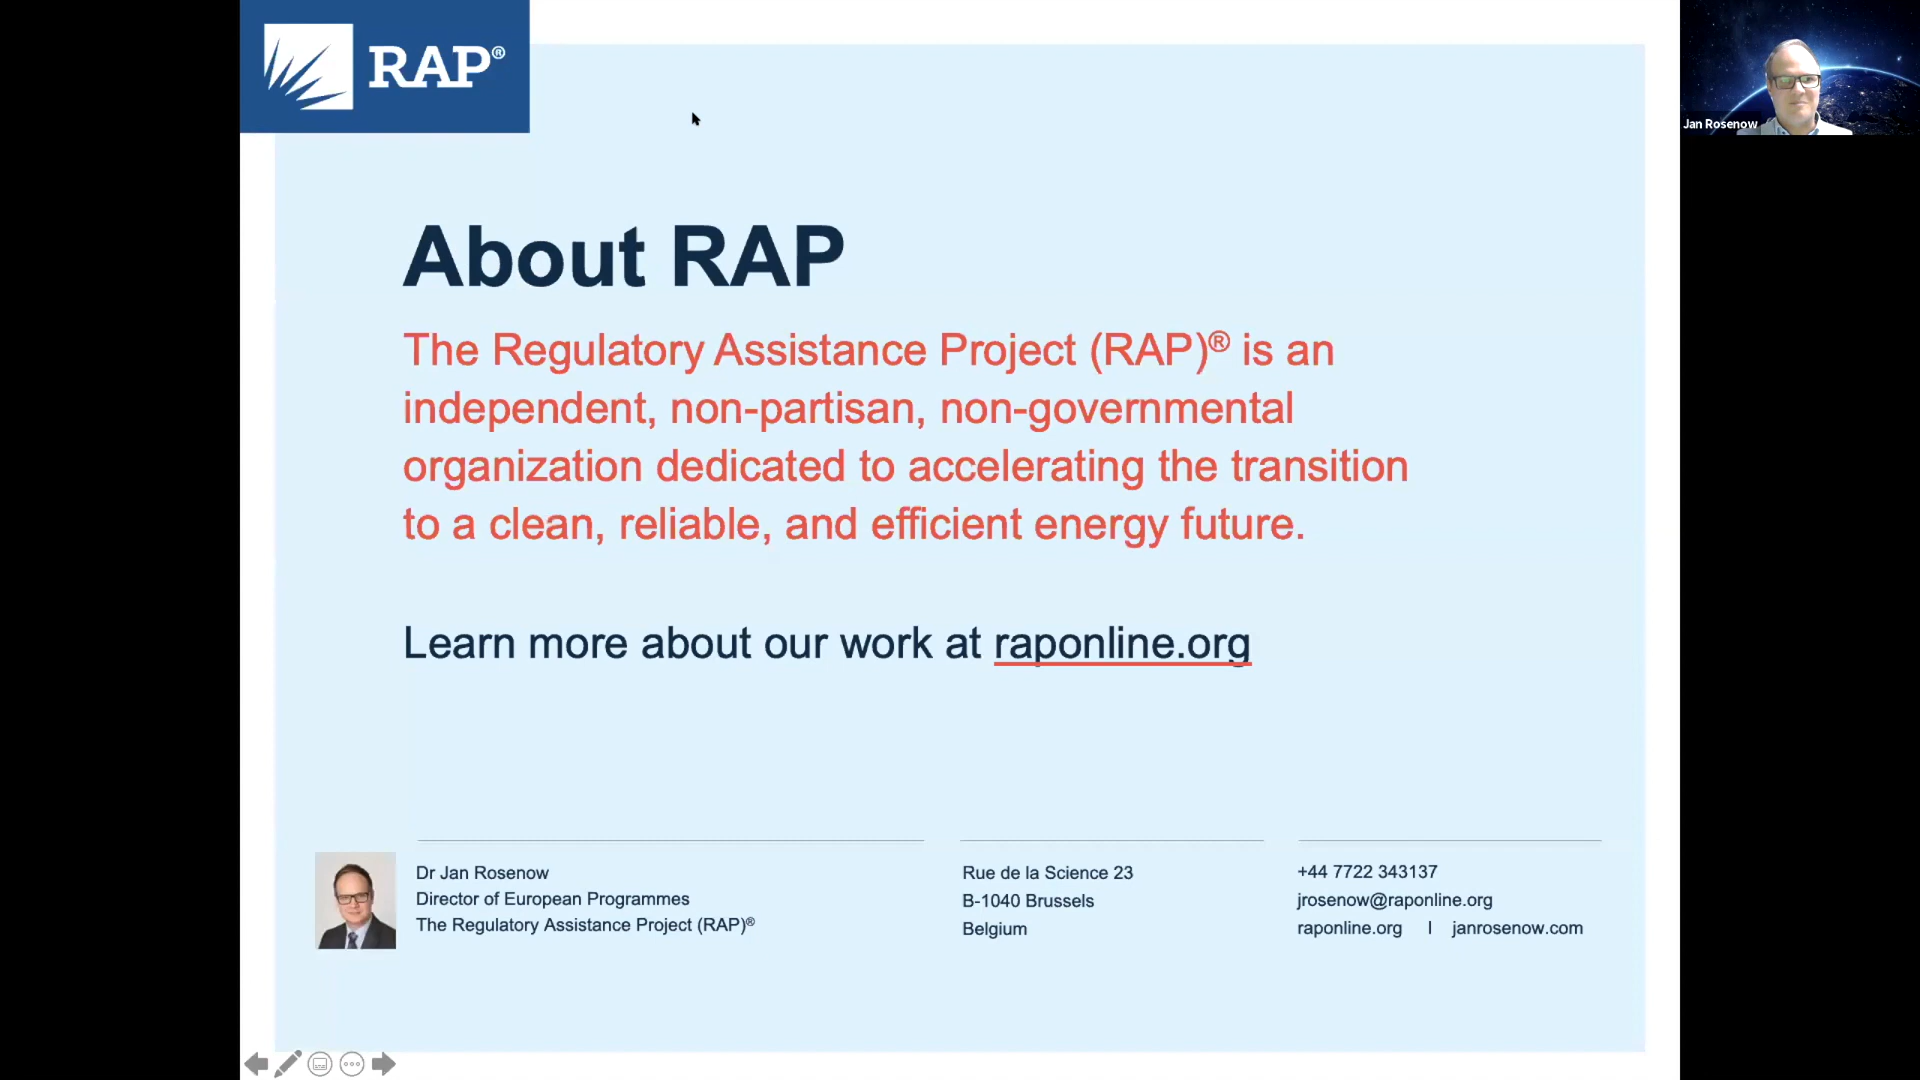 RAP®
Jan Rosenow
About RAP
The Regulatory Assistance Project (RAP)® is an
independent, non-partisan, non-governmental
organization dedicated to accelerating the transition
to a clean, reliable, and efficient energy future.
Learn more about our work at raponline.org
Dr Jan Rosenow
Director of European Programmes
The Regulatory Assistance Project (RAP)®
Rue de la Science 23
B-1040 Brussels
Belgium
+44 7722 343137
jrosenow@raponline.org
raponline.org I janrosenow.com